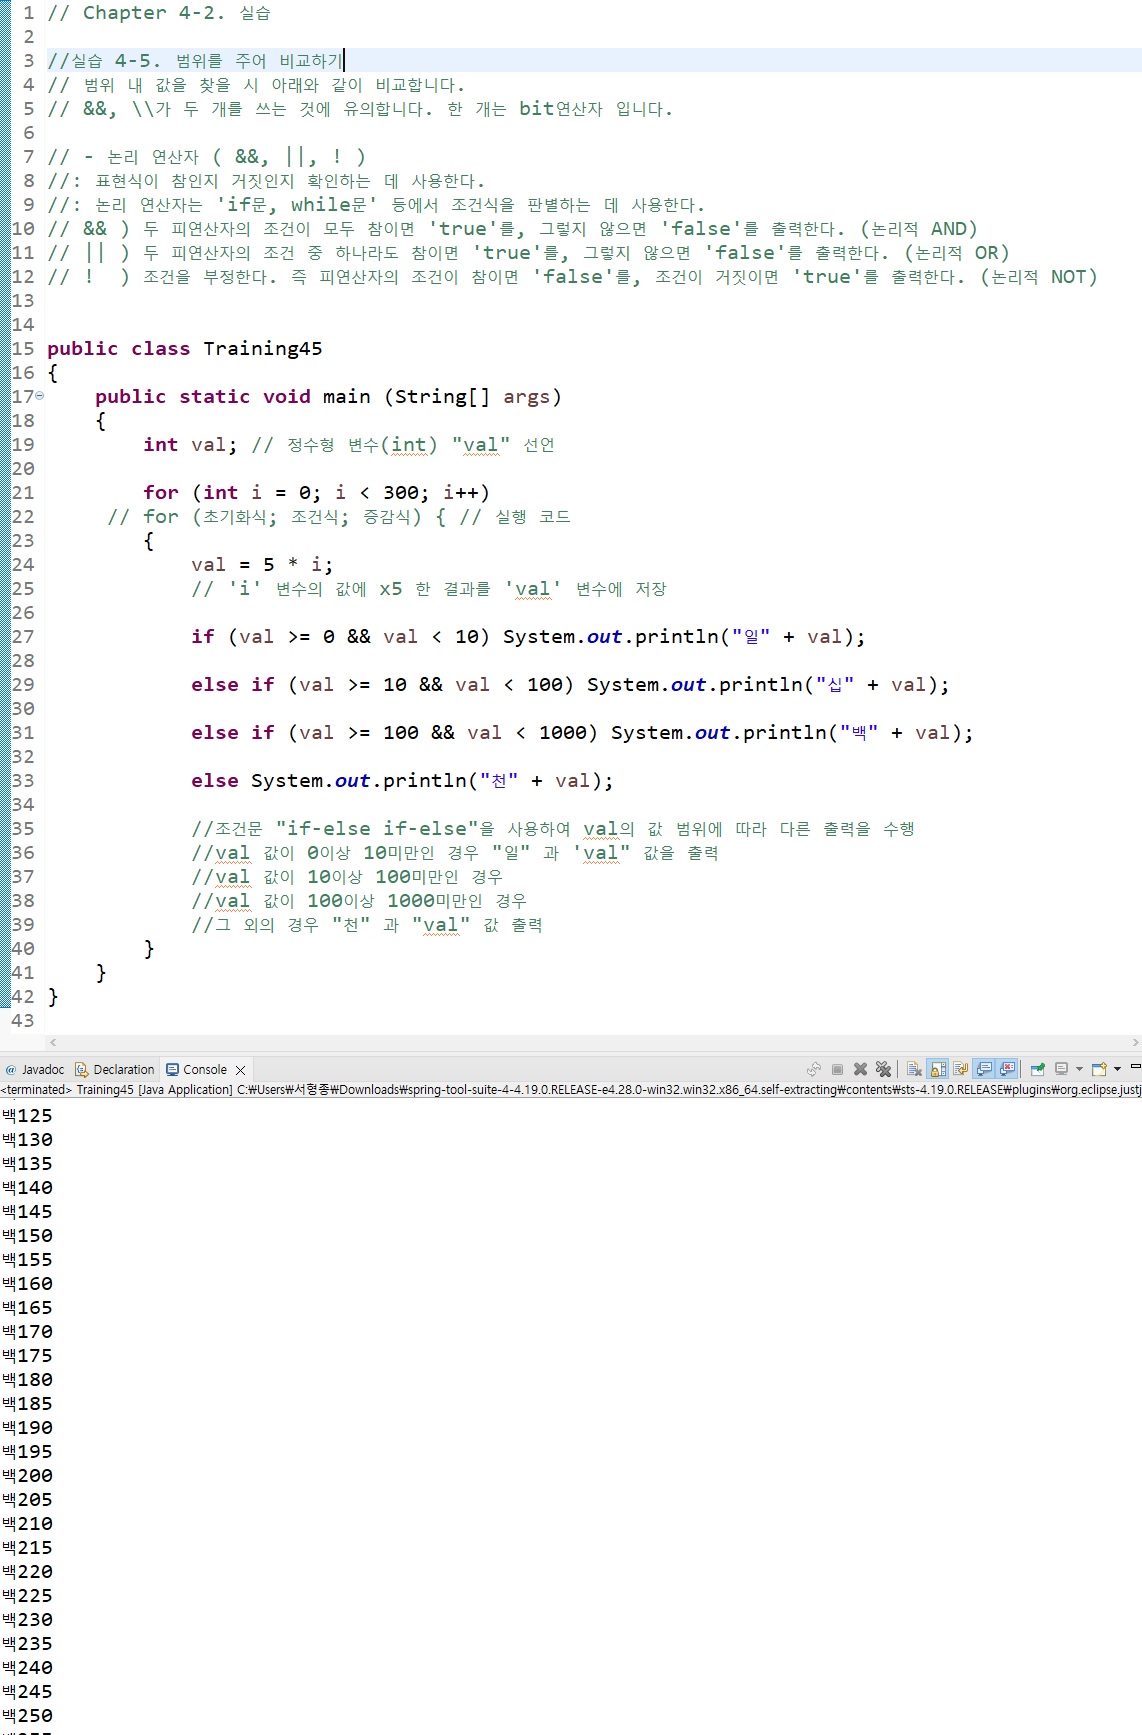 1 // Chapter 4-2. 실습
2
3 //실습 4-5. 범위를 주어 비교하기
4 // 범위 내 값을 찾을 시 아래와 같이 비교합니다.
5 // &&, \\가 두 개를 쓰는 것에 유의합니다. 한 개는 bit연산자 입니다.
6
7 // - 논리 연산자 ( &&, ||, ! )
8 //: 표현식이 참인지 거짓인지 확인하는 데 사용한다.
9 //: 논리 연산자는 'if문, while문' 등에서 조건식을 판별하는 데 사용한다.
10 // && ) 두 피연산자의 조건이 모두 참이면 'true'를, 그렇지 않으면 'false'를 출력한다. (논리적 AND)
11 // || ) 두 피연산자의 조건 중 하나라도 참이면 'true'를, 그렇지 않으면 'false'를 출력한다. (논리적 OR)
12 // !  ) 조건을 부정한다. 즉 피연산자의 조건이 참이면 'false'를, 조건이 거짓이면 'true'를 출력한다. (논리적 NOT)
13
14
15 public class Training45
16 {
17     public static void main (String[] args)
18     {
19         int val; // 정수형 변수(int) "val" 선언
20
21         for (int i = 0; i < 300; i++)
22      // for (초기화식; 조건식; 증감식) { // 실행 코드
23         {
24             val = 5 * i;
25             // 'i' 변수의 값에 x5 한 결과를 'val' 변수에 저장
26
27             if (val >= 0 && val < 10) System.out.println("일" + val);
28
29             else if (val >= 10 && val < 100) System.out.println("십" + val);
30
31             else if (val >= 100 && val < 1000) System.out.println("백" + val);
32
33             else System.out.println("천" + val);
34
35             //조건문 "if-else if-else"을 사용하여 val의 값 범위에 따라 다른 출력을 수행
36             //val 값이 0이상 10미만인 경우 "일" 과 'val" 값을 출력
37             //val 값이 10이상 100미만인 경우
38             //val 값이 100이상 1000미만인 경우
39             //그 외의 경우 "천" 과 "val" 값 출력
40         }
41     }
42 }
43
@ Javadoc Declaration Console
<terminated> Training45 [Java Application] C:₩Users₩서형종₩Downloads₩spring-tool-suite-4-4.19.0.RELEASE-e4.28.0-win32.win32.x86_64.self-extracting₩contents₩sts-4.19.0.RELEASE₩plugins₩org.eclipse.justj
백125
백130
백135
백140
백145
백150
백155
백160
백165
백170
백175
백180
백185
백190
백195
백200
백205
백210
백215
백220
백225
백230
백235
백240
백245
백250